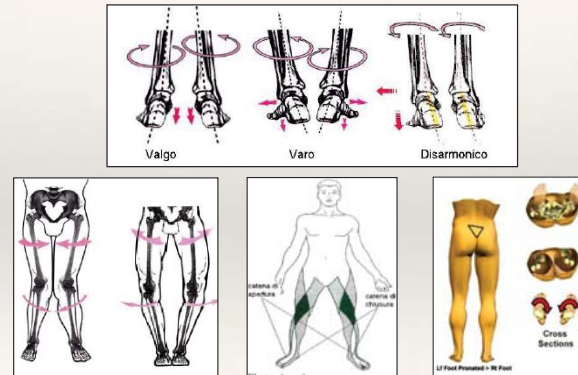 Valgo Varo Disarmonico
catena di
apertura
catena di
chiusura
Cross
Sections
Lf Foot Pronated > Rt Foot